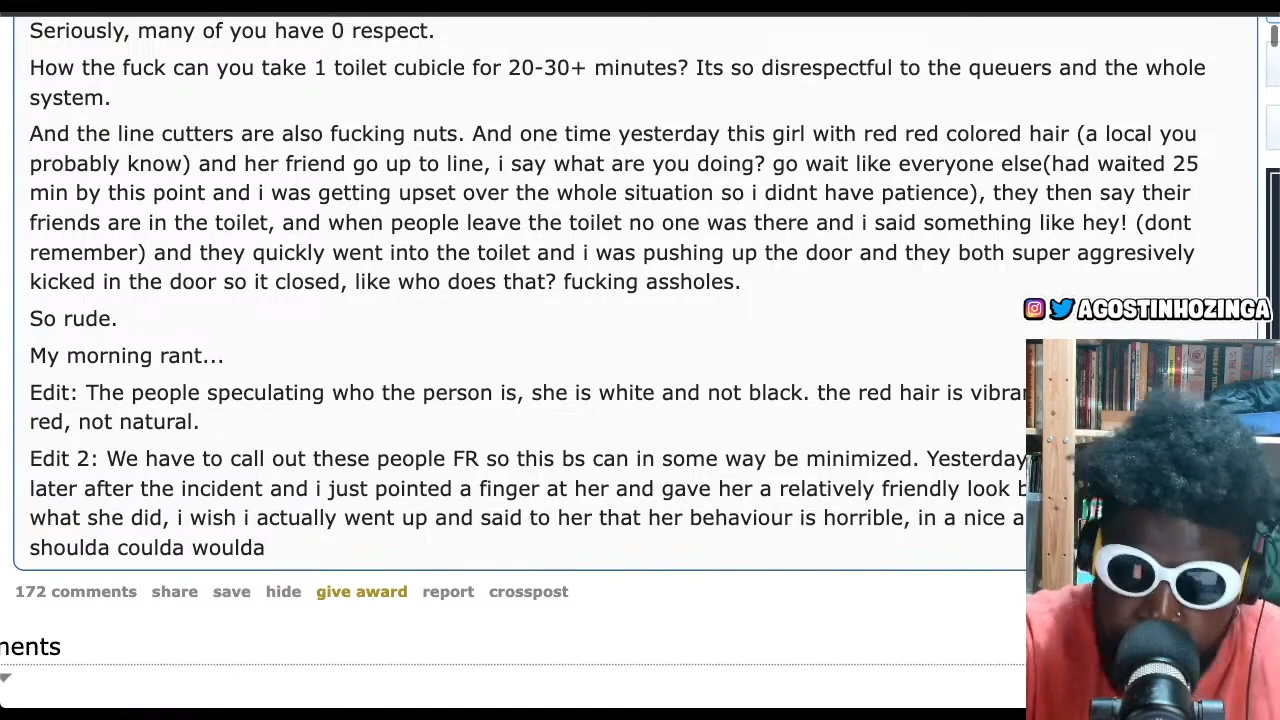 Seriously, many of you have 0 respect.
How the fuck can you take 1 toilet cubicle for 20-30+ minutes? Its so disrespectful to the queuers and the whole
system.
And the line cutters are also fucking nuts. And one time yesterday this girl with red red colored hair (a local you
probably know) and her friend go up to line, i say what are you doing? go wait like everyone else(had waited 25
min by this point and i was getting upset over the whole situation so i didnt have patience), they then say their
friends are in the toilet, and when people leave the toilet no one was there and i said something like hey! (dont
remember) and they quickly went into the toilet and i was pushing up the door and they both super aggresively
kicked in the door so it closed, like who does that? fucking assholes.
So rude.
AGOSTINHOZINGA
My morning rant...
Edit: The people speculating who the person is, she is white and not black. the red hair is
red, not natural.
Edit 2: We have to call out these people FR so this bs can in some way be minimized. Yesterday
later after the incident and i just pointed a finger at her and gave her a relatively friendly look
what she did, i wish i actually went up and said to her that her behaviour is horrible, in a nice
shoulda coulda woulda
172 comments share save hide give award report crosspost